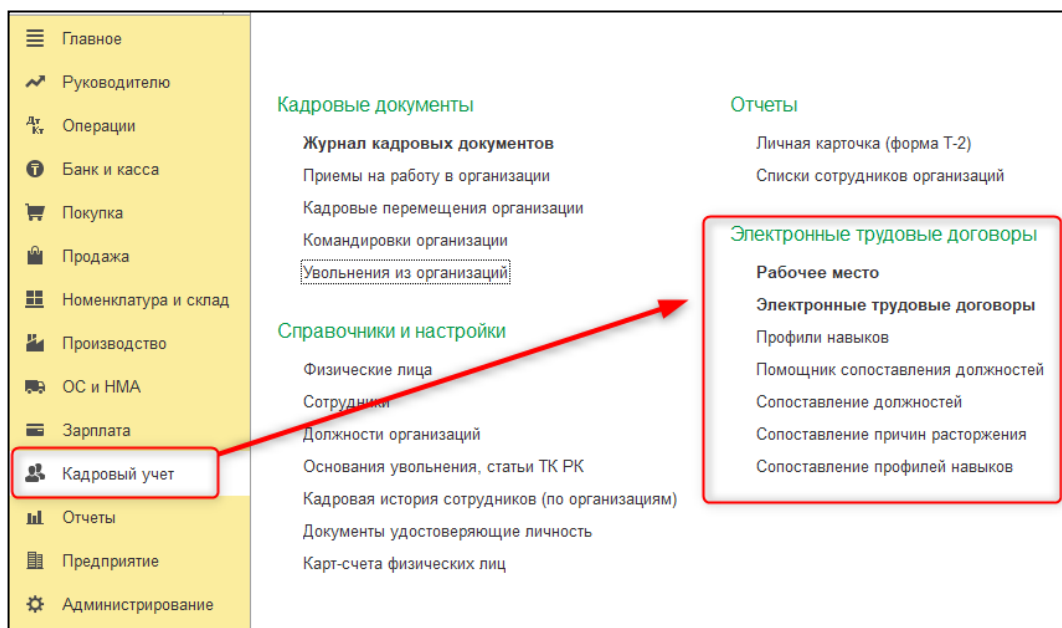 Главное
Руководителю
Дт Кт Операции
Банк и касса
Покупка
Продажа
Номенклатура и склад
Производство
ОС и НМА
Зарплата
Кадровый учет
Отчеты
Предприятие
Администрирование
Кадровые документы
Журнал кадровых документов
Приемы на работу в организации
Кадровые перемещения организации
Командировки организации
Увольнения из организаций
Справочники и настройки
Физические лица
Сотрудники
Должности организаций
Основания увольнения, статьи ТК РК
Кадровая история сотрудников (по организациям)
Документы удостоверяющие личность
Карт-счета физических лиц
Отчеты
Личная карточка (форма Т-2)
Списки сотрудников организаций
Электронные трудовые договоры
Рабочее место
Электронные трудовые договоры
Профили навыков
Помощник сопоставления должностей
Сопоставление должностей
Сопоставление причин расторжения
Сопоставление профилей навыков